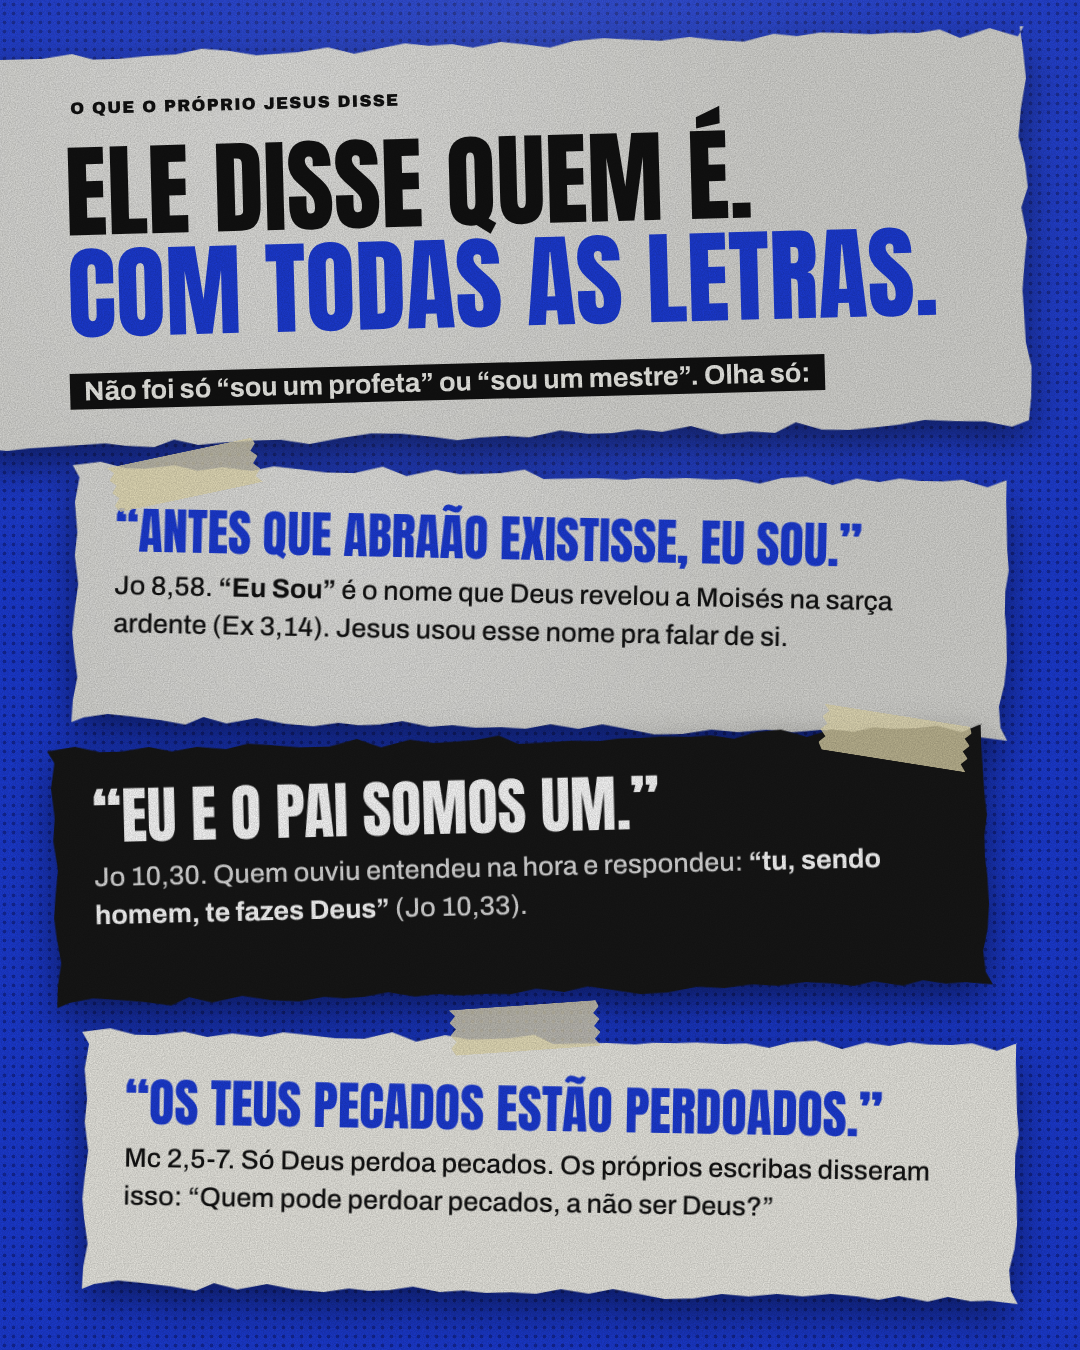 O QUE O PRÓPRIO JESUS DISSE
ELE DISSE QUEM É.
COM TODAS AS LETRAS.
Não foi só “sou um profeta” ou “sou um mestre”. Olha só:
“ANTES QUE ABRAÃO EXISTISSE, EU SOU.”
Jo 8,58. “Eu Sou” é o nome que Deus revelou a Moisés na sarça
ardente (Ex 3,14). Jesus usou esse nome pra falar de si.
“EU E O PAI SOMOS UM.”
Jo 10,30. Quem ouviu entendeu na hora e respondeu: “tu, sendo
homem, te fazes Deus” (Jo 10,33).
“OS TEUS PECADOS ESTÃO PERDOADOS.”
Mc 2,5-7. Só Deus perdoa pecados. Os próprios escribas disseram
isso: “Quem pode perdoar pecados, a não ser Deus?”